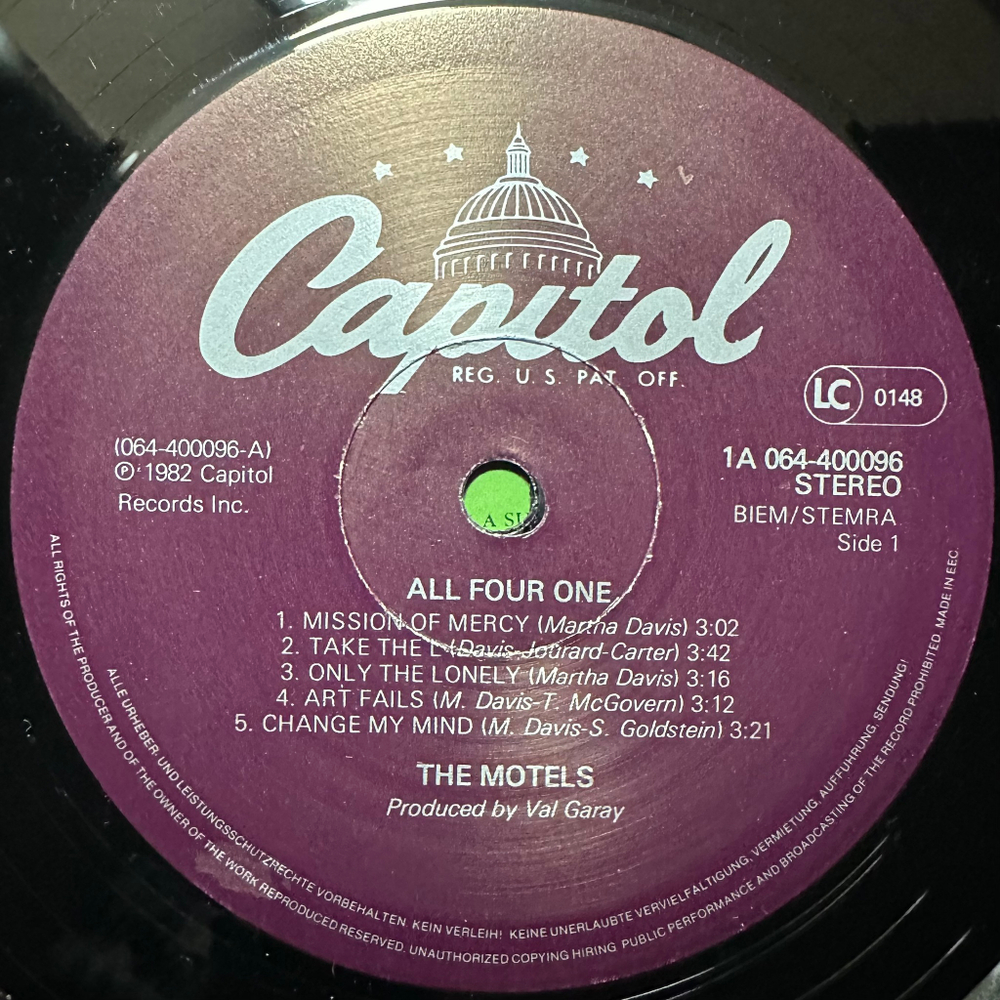 Capitol
REG. U.S. PAT. OFF.
LC 0148
(064-400096-A)
℗ 1982 Capitol
Records Inc.
1A 064-400096
STEREO
BIEM/STEMRA
Side 1
A SI
ALL FOUR ONE
1. MISSION OF MERCY (Martha Davis) 3:02
2. TAKE THE L (Davis-Jourard-Carter) 3:42
3. ONLY THE LONELY (Martha Davis) 3:16
4. ART FAILS (M. Davis-T. McGovern) 3:12
5. CHANGE MY MIND (M. Davis-S. Goldstein) 3:21
THE MOTELS
Produced by Val Garay
ALLE URHEBER UND LEISTUNGSSCHUTZRECHTE VORBEHALTEN. KEIN VERLEIH! KEINE UNERLAUBTE VERVIELFALTIGUNG, VERMIETUNG, AUFFUHRUNG, SENDUNG!
ALL RIGHTS OF THE PRODUCER AND OF THE OWNER OF THE WORK REPRODUCED RESERVED. UNAUTHORIZED COPYING HIRING PUBLIC PERFORMANCE AND BROADCASTING OF THE RECORD PROHIBITED. MADE IN EEC.